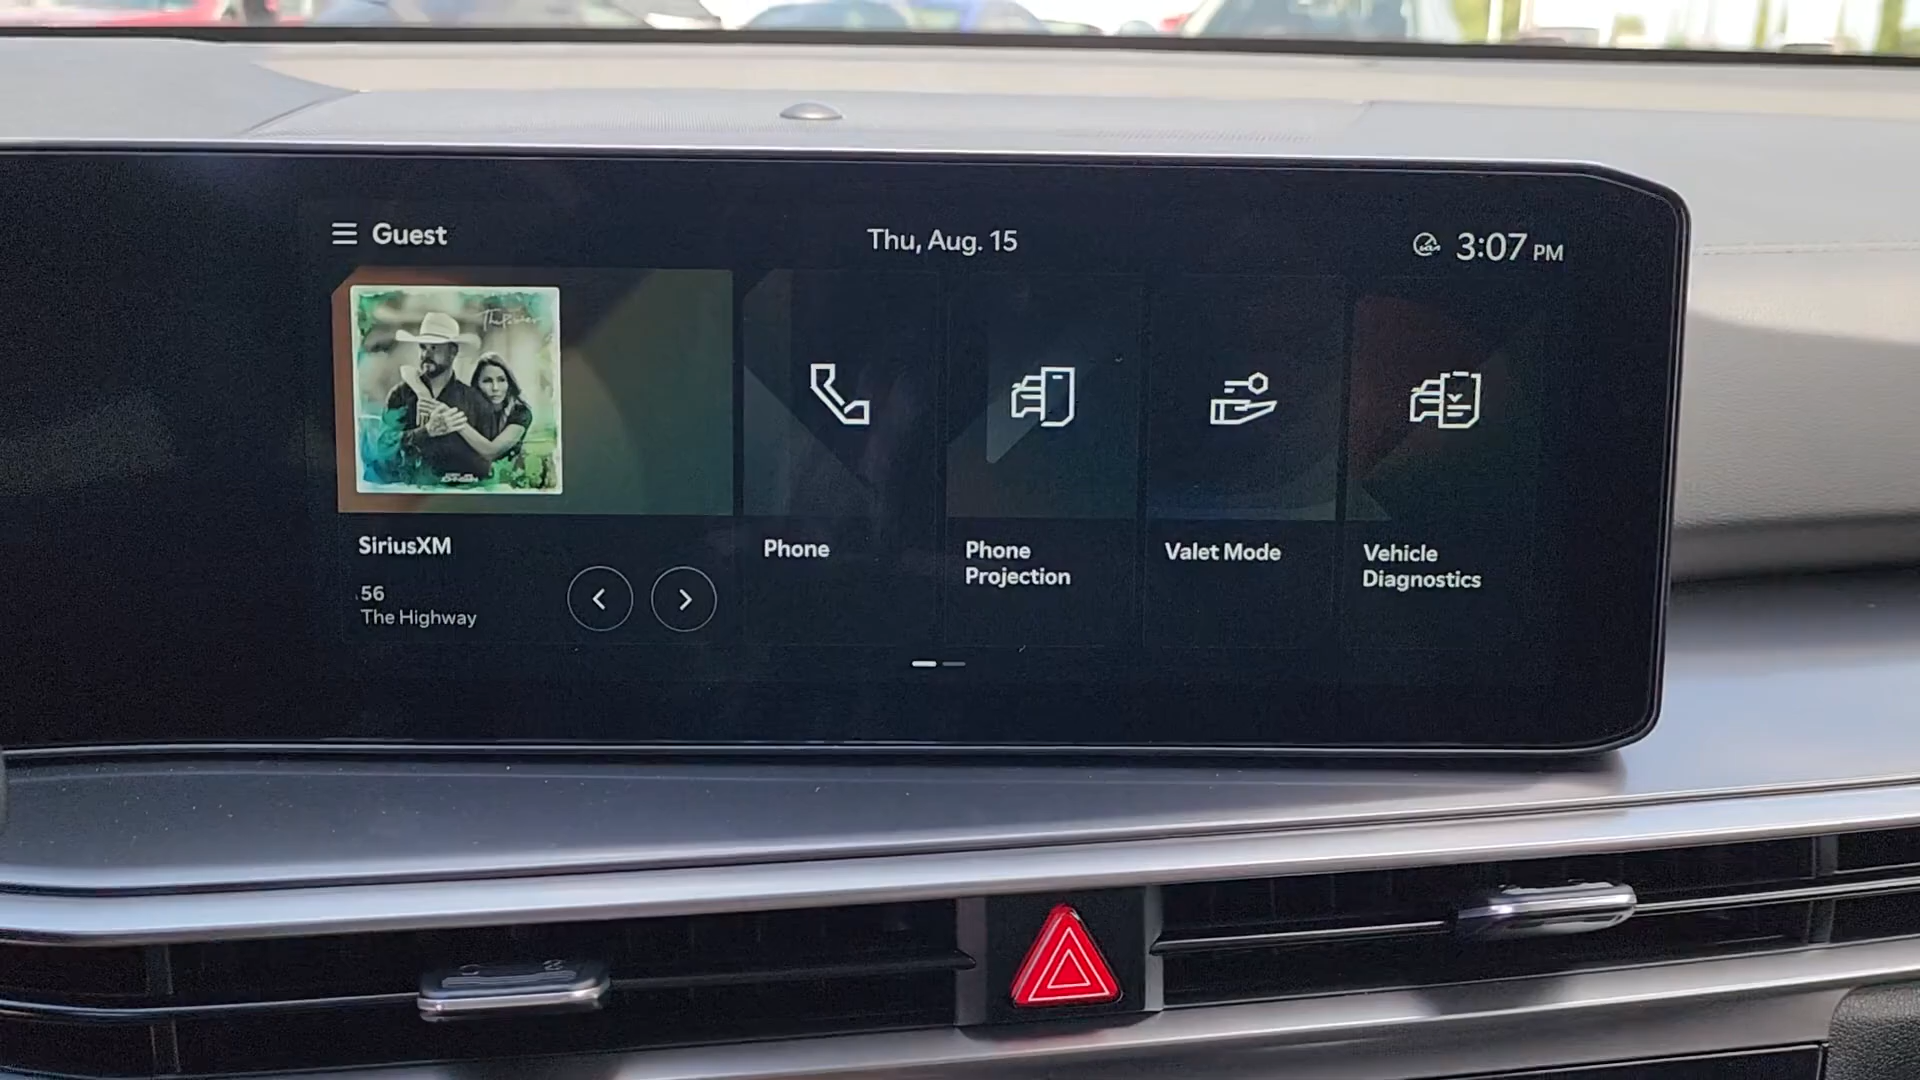 Guest
Thu, Aug. 15
3:07 PM
SiriusXM
56
The Highway
Phone
Phone
Projection
Valet Mode
Vehicle
Diagnostics